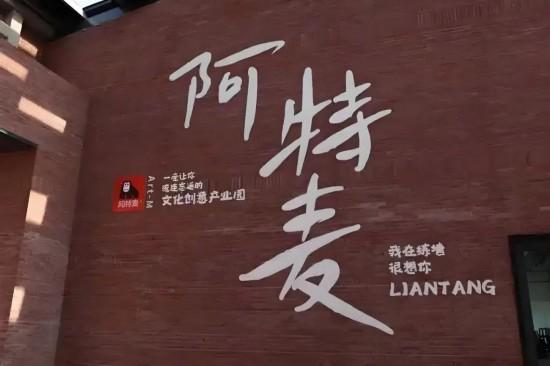 阿特麦
阿特麦
Art-M
一座让你
流连忘返的
文化创意产业园
我在练塘
很想你
LIANTANG